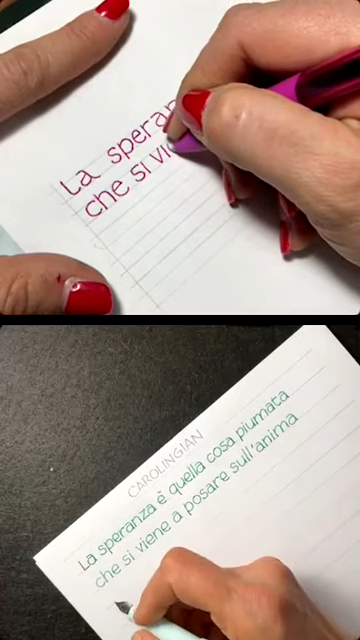 La speran
che si vie
CAROLINGIAN
La speranza è quella cosa piumata
che si viene a posare sull'anima